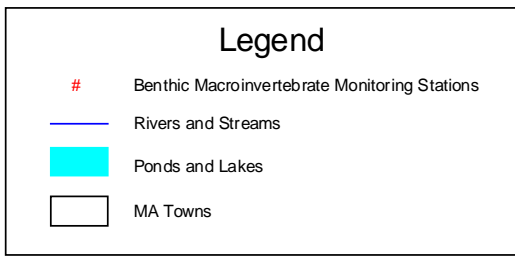 Legend
# Benthic Macroinvertebrate Monitoring Stations
Rivers and Streams
Ponds and Lakes
MA Towns